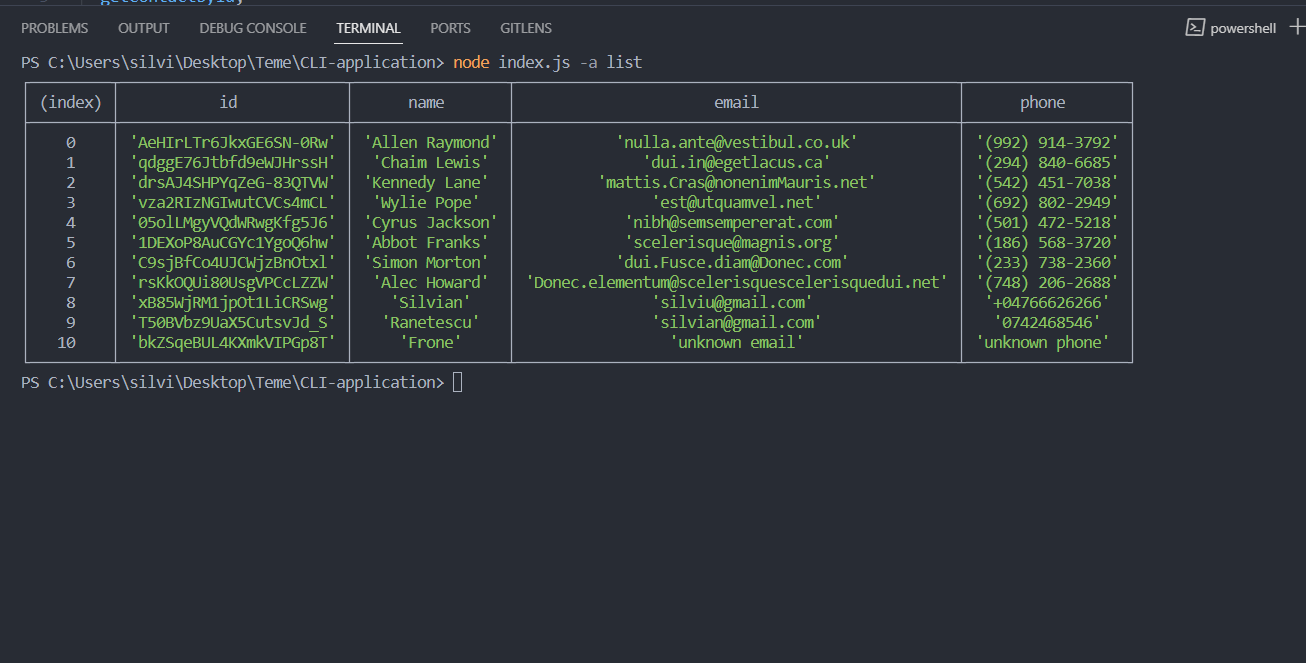 getContactById,
PROBLEMS OUTPUT DEBUG CONSOLE TERMINAL PORTS GITLENS powershell
PS C:\Users\silvi\Desktop\Teme\CLI-application> node index.js -a list
(index) id name email phone
0 'AeHIrLTr6JkxGE6SN-0Rw' 'Allen Raymond' 'nulla.ante@vestibul.co.uk' '(992) 914-3792'
1 'qdggE76Jtbfd9eWJHrssH' 'Chaim Lewis' 'dui.in@egetlacus.ca' '(294) 840-6685'
2 'drsAJ4SHPYqZeG-83QTVW' 'Kennedy Lane' 'mattis.Cras@nonenimMauris.net' '(542) 451-7038'
3 'vza2RIzNGIwutCVCs4mCL' 'Wylie Pope' 'est@utquamvel.net' '(692) 802-2949'
4 '05olLMgyVQdWRwgKfg5J6' 'Cyrus Jackson' 'nibh@semsempererat.com' '(501) 472-5218'
5 '1DEXoP8AuCGYc1YgoQ6hw' 'Abbot Franks' 'scelerisque@magnis.org' '(186) 568-3720'
6 'C9sjBfCo4UJCWjzBnOtxl' 'Simon Morton' 'dui.Fusce.diam@Donec.com' '(233) 738-2360'
7 'rsKkOQUi80UsgVPCcLZZW' 'Alec Howard' 'Donec.elementum@scelerisquescelerisquedui.net' '(748) 206-2688'
8 'xB85WjRM1jpOt1LiCRSwg' 'Silvian' 'silviu@gmail.com' '+04766626266'
9 'T50BVbz9UaX5CutsvJd_S' 'Ranetescu' 'silvian@gmail.com' '0742468546'
10 'bkZSqeBUL4KXmkVIPGp8T' 'Frone' 'unknown email' 'unknown phone'
PS C:\Users\silvi\Desktop\Teme\CLI-application>